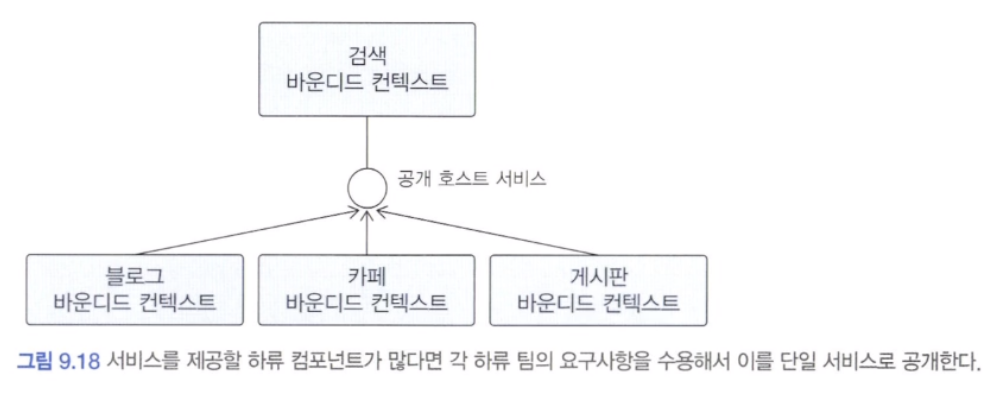 검색
바운디드 컨텍스트
공개 호스트 서비스
블로그
바운디드 컨텍스트
카페
바운디드 컨텍스트
게시판
바운디드 컨텍스트
그림 9.18 서비스를 제공할 하류 컴포넌트가 많다면 각 하류 팀의 요구사항을 수용해서 이를 단일 서비스로 공개한다.